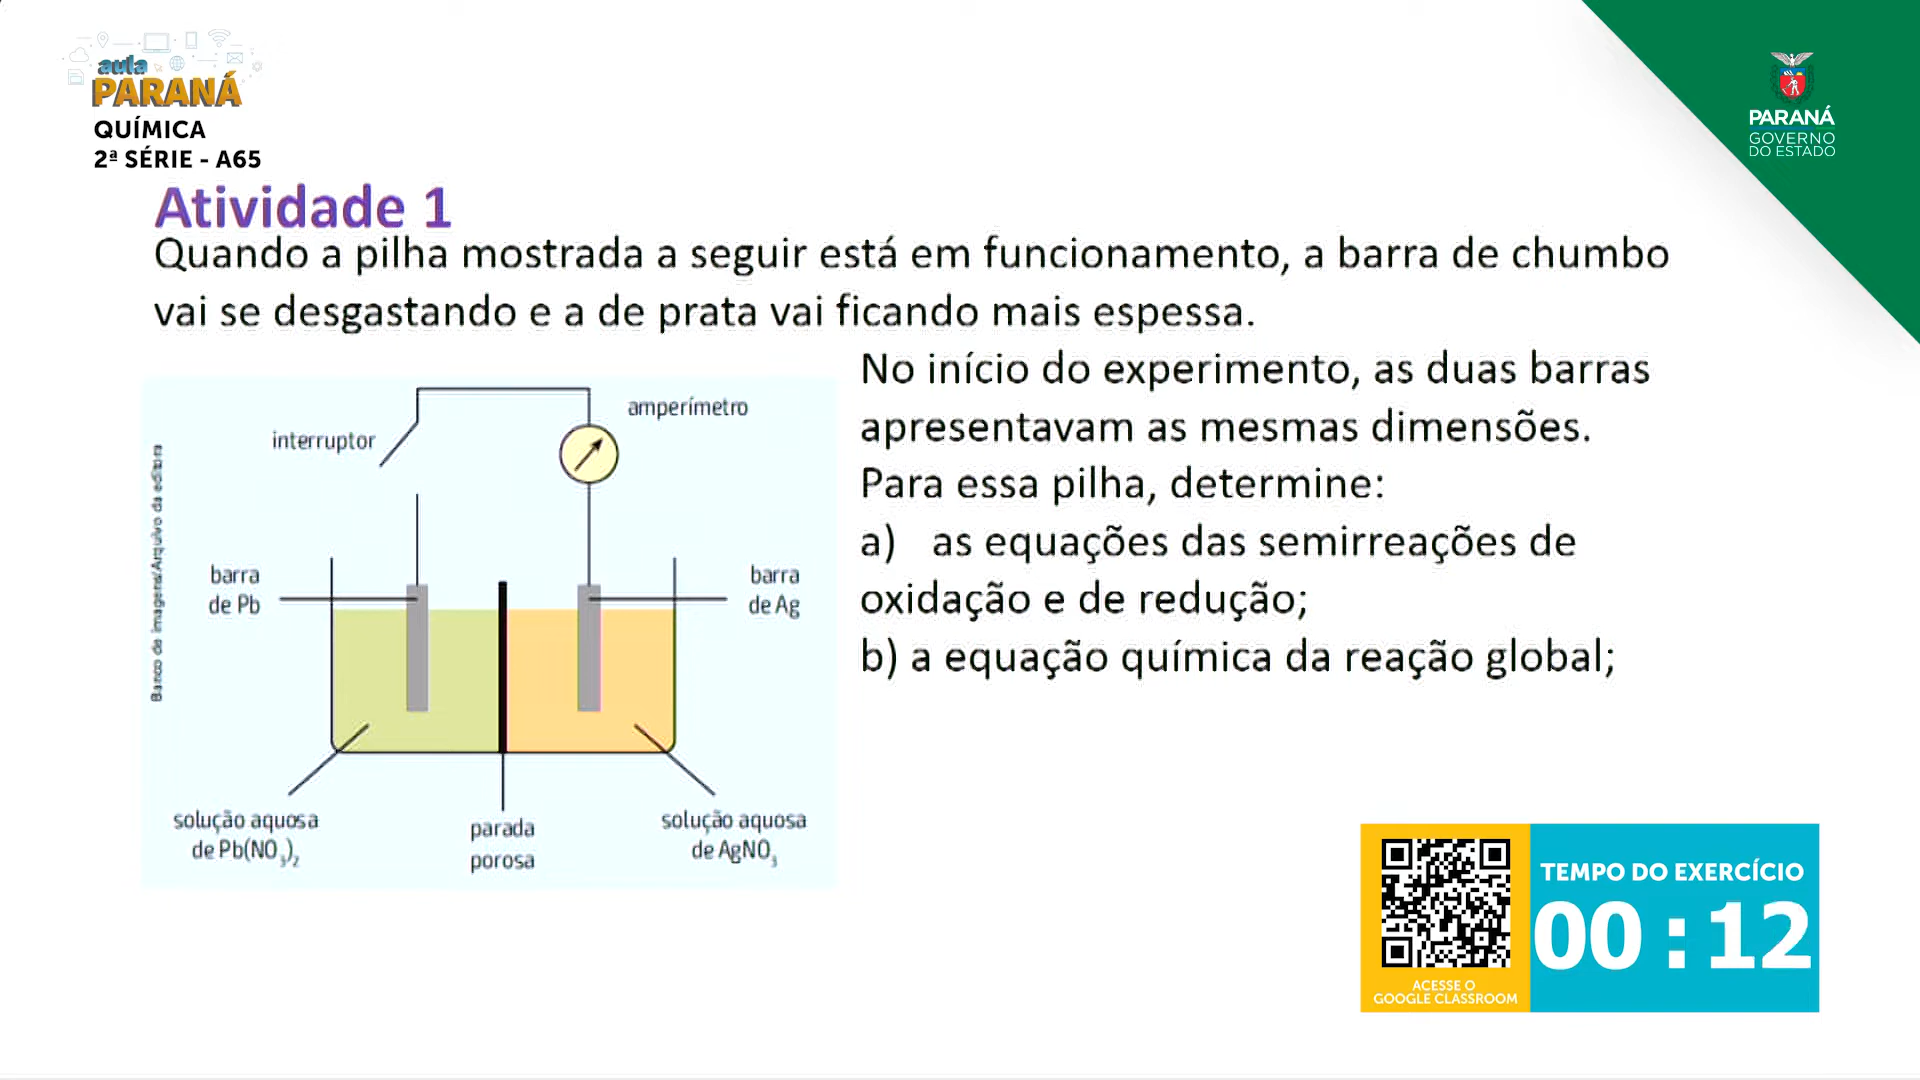 aula
PARANÁ
QUÍMICA
2ª SÉRIE - A65
PARANÁ
GOVERNO
DO ESTADO
Atividade 1
Quando a pilha mostrada a seguir está em funcionamento, a barra de chumbo
vai se desgastando e a de prata vai ficando mais espessa.
No início do experimento, as duas barras
apresentavam as mesmas dimensões.
Para essa pilha, determine:
a) as equações das semirreações de
oxidação e de redução;
b) a equação química da reação global;
Banco de imagens/Arquivo da editora
interruptor
amperímetro
barra
de Pb
barra
de Ag
solução aquosa
de Pb(NO₃)₂
parada
porosa
solução aquosa
de AgNO₃
TEMPO DO EXERCÍCIO
00 : 12
ACESSE O
GOOGLE CLASSROOM